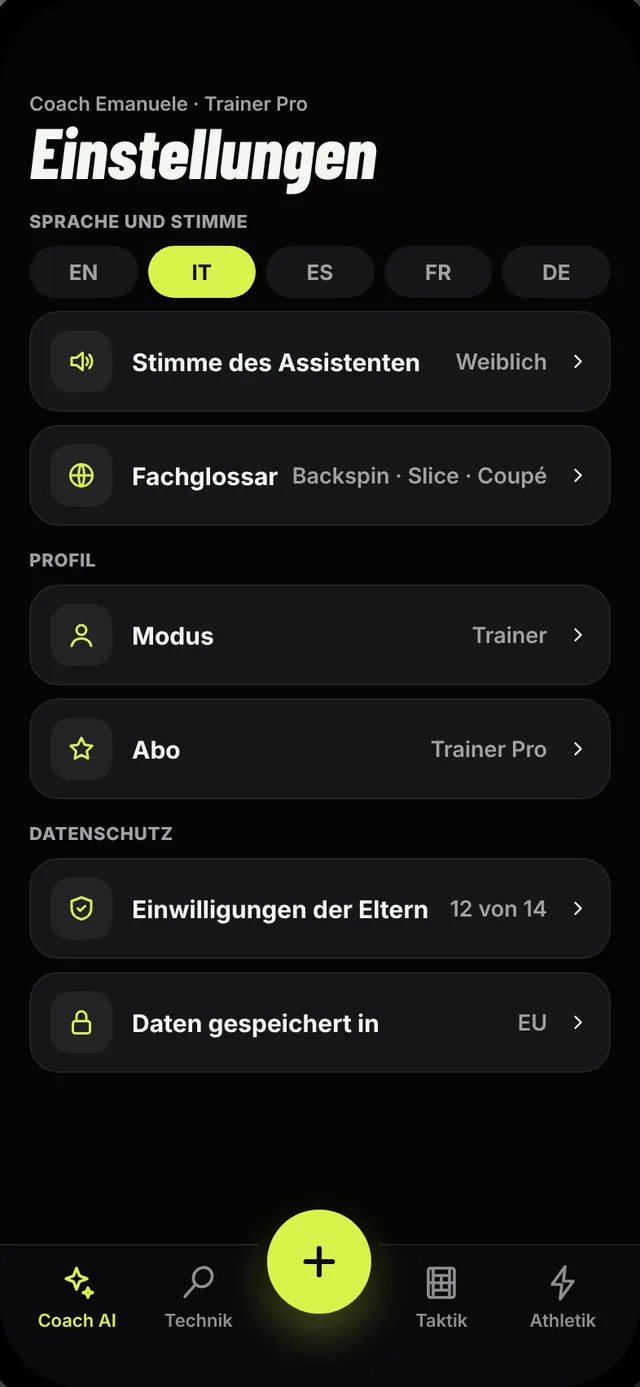 Coach Emanuele · Trainer Pro
Einstellungen
SPRACHE UND STIMME
EN IT ES FR DE
Stimme des Assistenten Weiblich
Fachglossar Backspin · Slice · Coupé
PROFIL
Modus Trainer
Abo Trainer Pro
DATENSCHUTZ
Einwilligungen der Eltern 12 von 14
Daten gespeichert in EU
Coach AI Technik Taktik Athletik